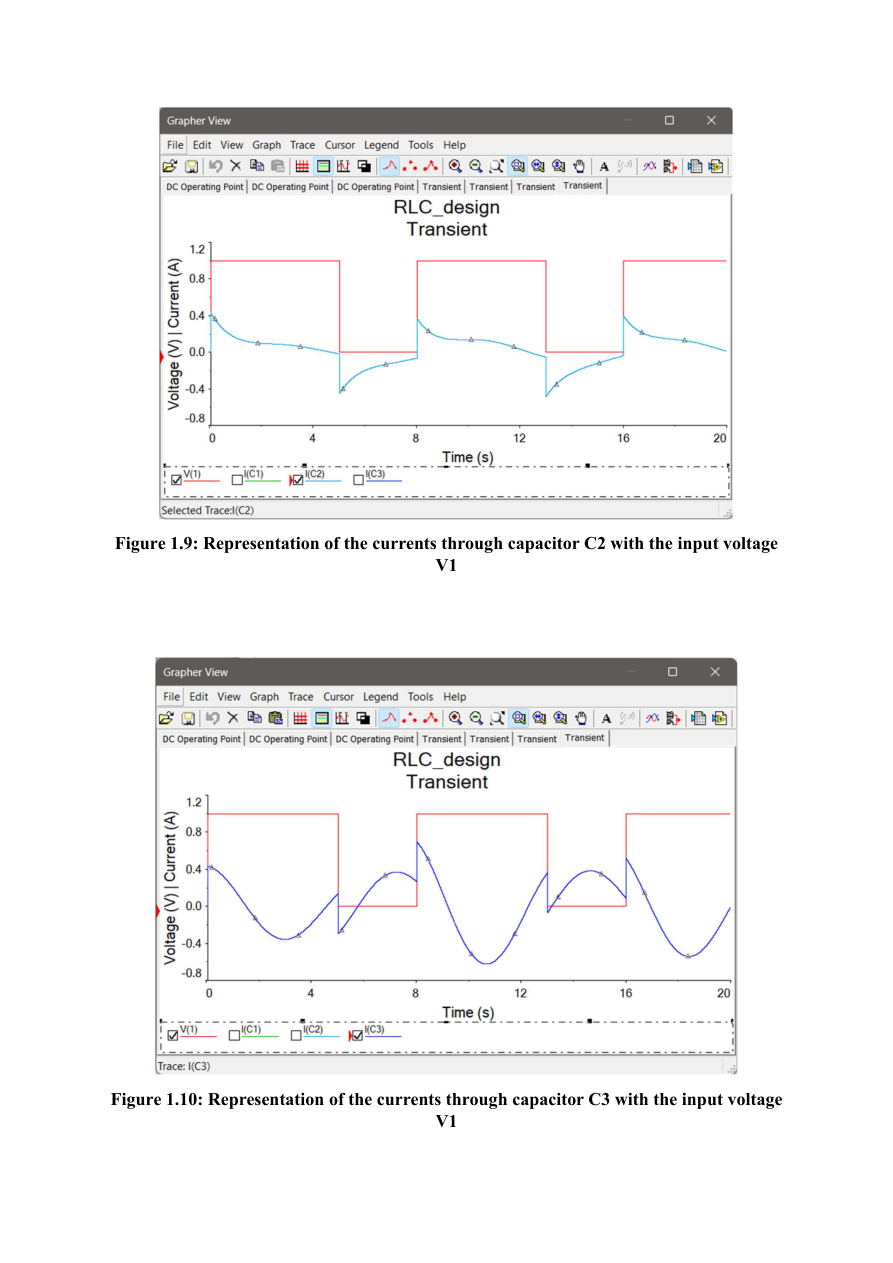 Grapher View
File Edit View Graph Trace Cursor Legend Tools Help
DC Operating Point DC Operating Point DC Operating Point Transient Transient Transient Transient
RLC_design
Transient
Voltage (V) | Current (A)
1.2
0.8
0.4
0.0
-0.4
-0.8
0 4 8 12 16 20
Time (s)
V(1) I(C1) I(C2) I(C3)
Selected Trace:I(C2)
Figure 1.9: Representation of the currents through capacitor C2 with the input voltage
V1
Grapher View
File Edit View Graph Trace Cursor Legend Tools Help
DC Operating Point DC Operating Point DC Operating Point Transient Transient Transient Transient
RLC_design
Transient
Voltage (V) | Current (A)
1.2
0.8
0.4
0.0
-0.4
-0.8
0 4 8 12 16 20
Time (s)
V(1) I(C1) I(C2) I(C3)
Trace: I(C3)
Figure 1.10: Representation of the currents through capacitor C3 with the input voltage
V1